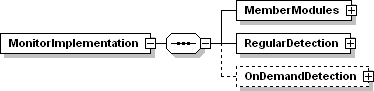 MemberModules
MonitorImplementation
RegularDetection
OnDemandDetection